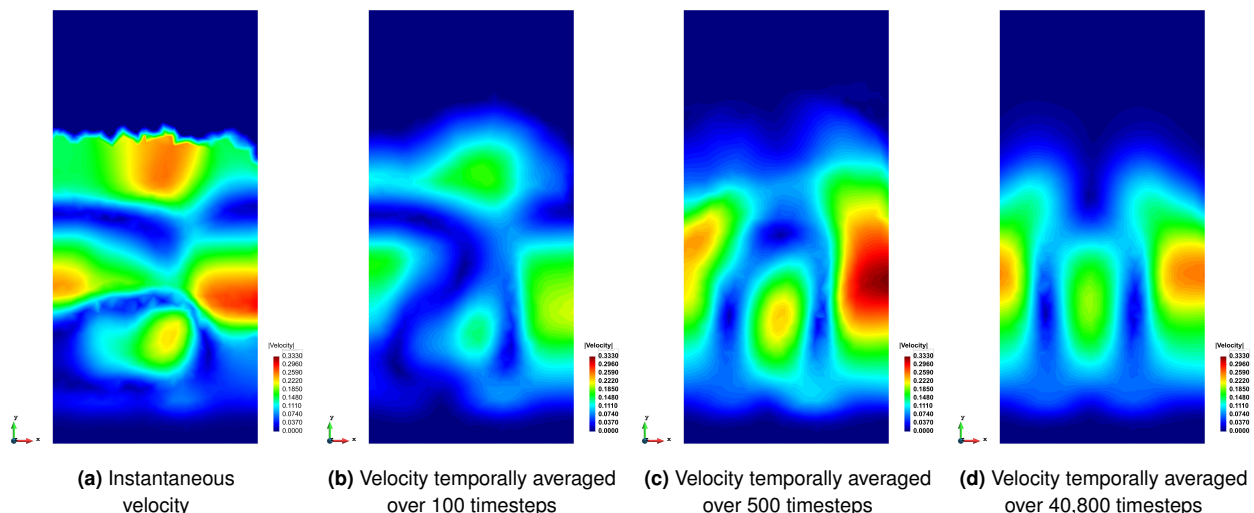 |Velocity|
0.3330
0.2960
0.2590
0.2220
0.1850
0.1480
0.1110
0.0740
0.0370
0.0000
y
x
(a) Instantaneous
velocity
|Velocity|
0.3330
0.2960
0.2590
0.2220
0.1850
0.1480
0.1110
0.0740
0.0370
0.0000
y
x
(b) Velocity temporally averaged
over 100 timesteps
|Velocity|
0.3330
0.2960
0.2590
0.2220
0.1850
0.1480
0.1110
0.0740
0.0370
0.0000
y
x
(c) Velocity temporally averaged
over 500 timesteps
|Velocity|
0.3330
0.2960
0.2590
0.2220
0.1850
0.1480
0.1110
0.0740
0.0370
0.0000
y
x
(d) Velocity temporally averaged
over 40.800 timesteps